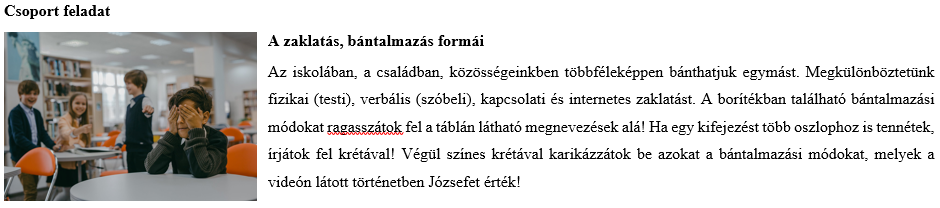 Csoport feladat
A zaklatás, bántalmazás formái
Az iskolában, a családban, közösségeinkben többféleképpen bánthatjuk egymást. Megkülönböztetünk
fizikai (testi), verbális (szóbeli), kapcsolati és internetes zaklatást. A borítékban található bántalmazási
módokat ragasszátok fel a táblán látható megnevezések alá! Ha egy kifejezést több oszlophoz is tennétek,
írjátok fel krétával! Végül színes krétával karikázzátok be azokat a bántalmazási módokat, melyek a
videón látott történetben Józsefet érték!